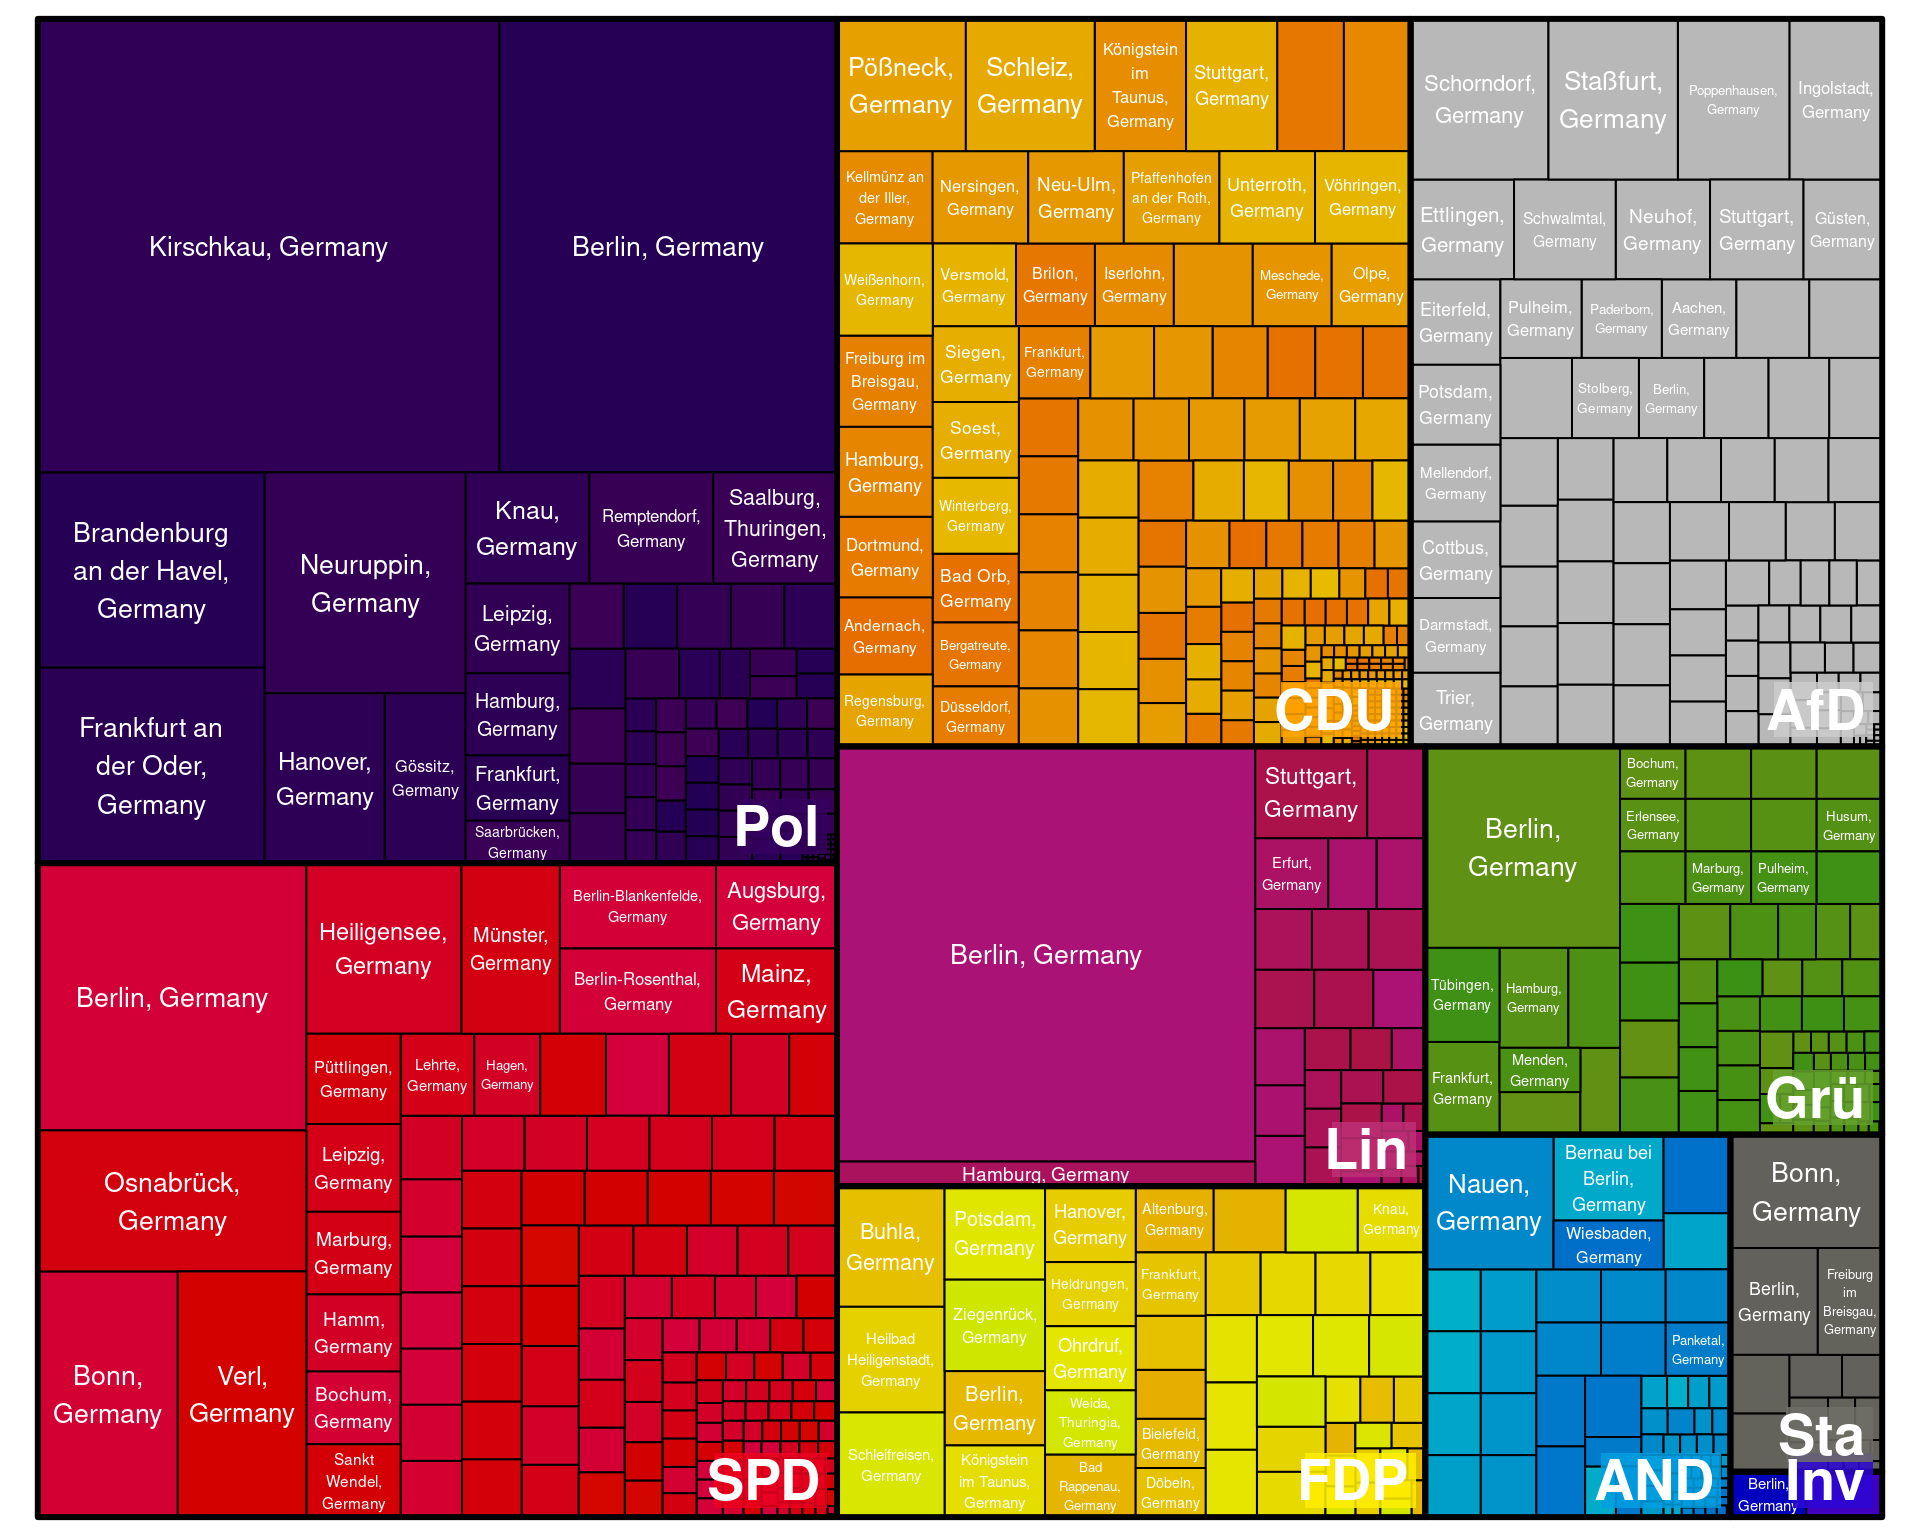 Kirschkau, Germany
Berlin, Germany
Brandenburg
an der Havel,
Germany
Neuruppin,
Germany
Knau,
Germany
Remptendorf,
Germany
Saalburg,
Thuringen,
Germany
Leipzig,
Germany
Frankfurt an
der Oder,
Germany
Hanover,
Germany
Gössitz,
Germany
Hamburg,
Germany
Frankfurt,
Germany
Saarbrücken,
Germany
Pol
Pößneck,
Germany
Schleiz,
Germany
Königstein
im
Taunus,
Germany
Stuttgart,
Germany
Kellmünz an
der Iller,
Germany
Nersingen,
Germany
Neu-Ulm,
Germany
Pfaffenhofen
an der Roth,
Germany
Unterroth,
Germany
Vöhringen,
Germany
Weißenhorn,
Germany
Versmold,
Germany
Brilon,
Germany
Iserlohn,
Germany
Meschede,
Germany
Olpe,
Germany
Freiburg im
Breisgau,
Germany
Siegen,
Germany
Frankfurt,
Germany
Soest,
Germany
Hamburg,
Germany
Winterberg,
Germany
Dortmund,
Germany
Bad Orb,
Germany
Andernach,
Germany
Bergatreute,
Germany
Regensburg,
Germany
Düsseldorf,
Germany
CDU
Schorndorf,
Germany
Staßfurt,
Germany
Poppenhausen,
Germany
Ingolstadt,
Germany
Ettlingen,
Germany
Schwalmtal,
Germany
Neuhof,
Germany
Stuttgart,
Germany
Güsten,
Germany
Eiterfeld,
Germany
Pulheim,
Germany
Paderborn,
Germany
Aachen,
Germany
Potsdam,
Germany
Stolberg,
Germany
Berlin,
Germany
Mellendorf,
Germany
Cottbus,
Germany
Darmstadt,
Germany
Trier,
Germany
AfD
Berlin, Germany
Heiligensee,
Germany
Münster,
Germany
Berlin-Blankenfelde,
Germany
Augsburg,
Germany
Berlin-Rosenthal,
Germany
Mainz,
Germany
Püttlingen,
Germany
Lehrte,
Germany
Hagen,
Germany
Osnabrück,
Germany
Leipzig,
Germany
Marburg,
Germany
Bonn,
Germany
Verl,
Germany
Hamm,
Germany
Bochum,
Germany
Sankt
Wendel,
Germany
SPD
Berlin, Germany
Stuttgart,
Germany
Erfurt,
Germany
Hamburg, Germany
Lin
Berlin,
Germany
Bochum,
Germany
Erlensee,
Germany
Husum,
Germany
Marburg,
Germany
Pulheim,
Germany
Tübingen,
Germany
Hamburg,
Germany
Frankfurt,
Germany
Menden,
Germany
Grü
Buhla,
Germany
Potsdam,
Germany
Hanover,
Germany
Altenburg,
Germany
Knau,
Germany
Heilbad
Heiligenstadt,
Germany
Ziegenrück,
Germany
Heldrungen,
Germany
Frankfurt,
Germany
Ohrdruf,
Germany
Schleifreisen,
Germany
Berlin,
Germany
Weida,
Thuringia,
Germany
Königstein
im Taunus,
Germany
Bad
Rappenau,
Germany
Bielefeld,
Germany
Döbeln,
Germany
FDP
Nauen,
Germany
Bernau bei
Berlin,
Germany
Wiesbaden,
Germany
Panketal,
Germany
AND
Bonn,
Germany
Berlin,
Germany
Freiburg
im
Breisgau,
Germany
Sta
Berlin,
Germany
Inv